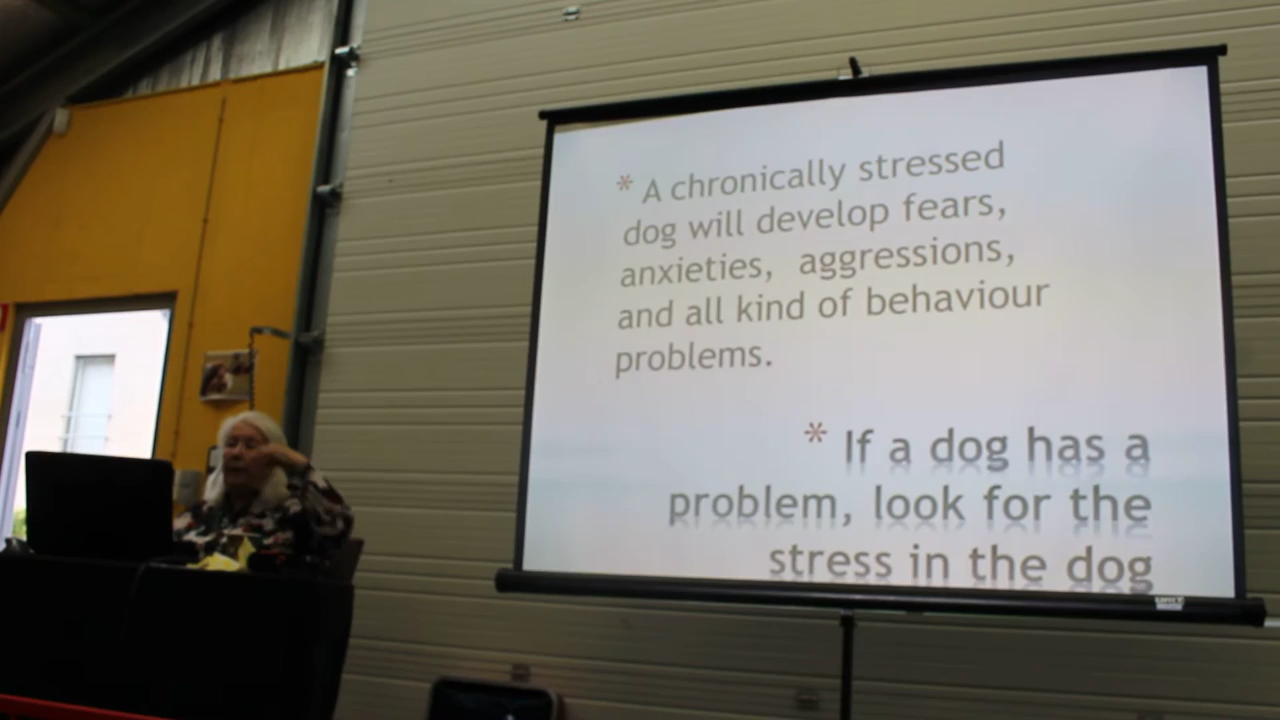 * A chronically stressed
dog will develop fears,
anxieties, aggressions,
and all kind of behaviour
problems.
* If a dog has a
problem, look for the
stress in the dog